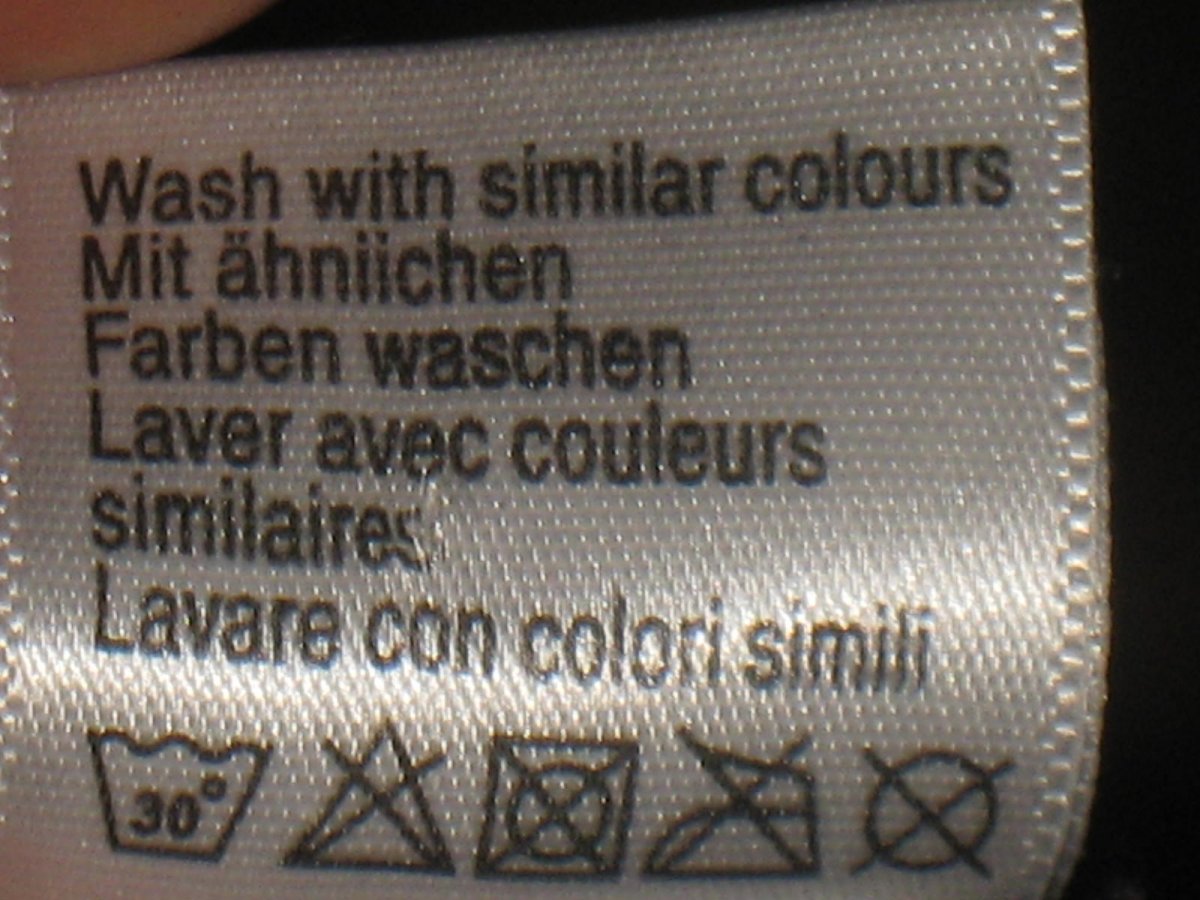 Wash with similar colours
Mit ähniichen
Farben waschen
Laver avec couleurs
similaires
Lavare con colori simili
30°